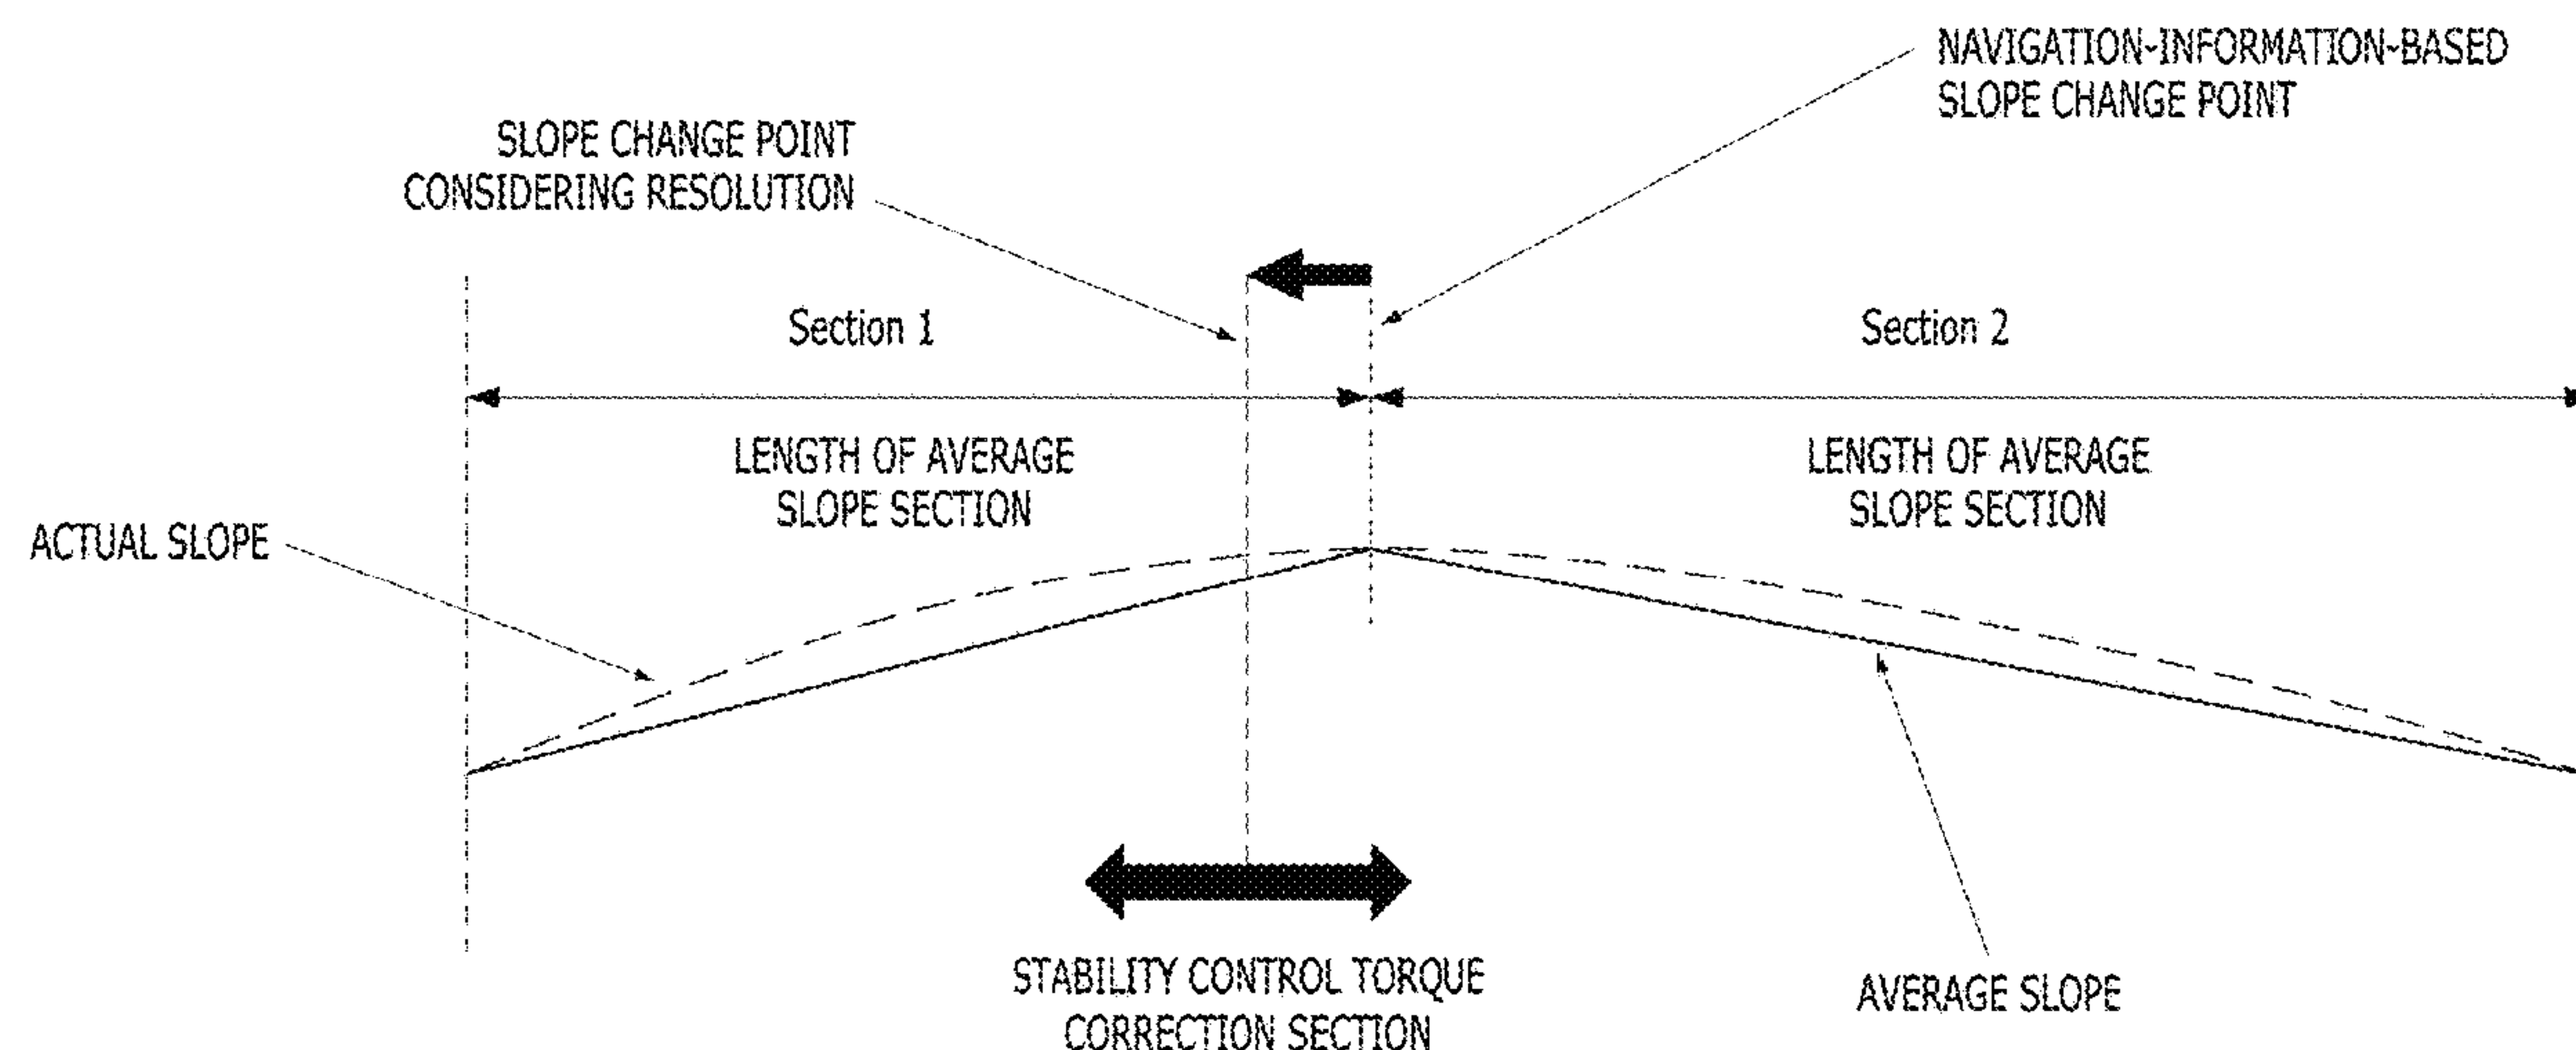 NAVIGATION-INFORMATION-BASED
SLOPE CHANGE POINT
SLOPE CHANGE POINT
CONSIDERING RESOLUTION
Section 1
Section 2
LENGTH OF AVERAGE
SLOPE SECTION
LENGTH OF AVERAGE
SLOPE SECTION
ACTUAL SLOPE
STABILITY CONTROL TORQUE
CORRECTION SECTION
AVERAGE SLOPE